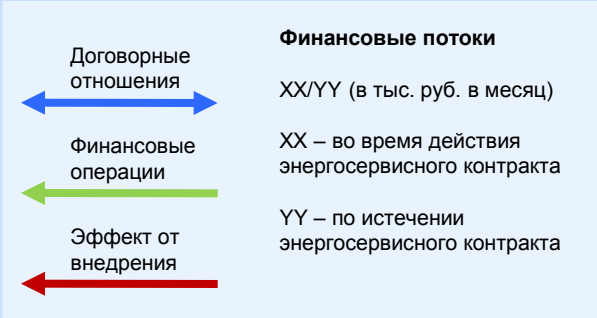 Договорные
отношения
Финансовые
операции
Эффект от
внедрения
Финансовые потоки
XX/YY (в тыс. руб. в месяц)
XX – во время действия
энергосервисного контракта
YY – по истечении
энергосервисного контракта